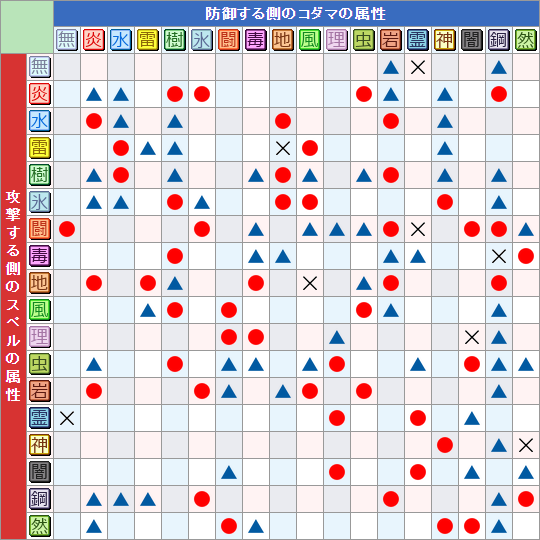 防御する側のコダマの属性
無 炎 水 雷 樹 氷 闘 毒 地 風 理 虫 岩 霊 神 闇 鋼 然
攻撃する側のスペルの属性
無
炎
水
雷
樹
氷
闘
毒
地
風
理
虫
岩
霊
神
闇
鋼
然